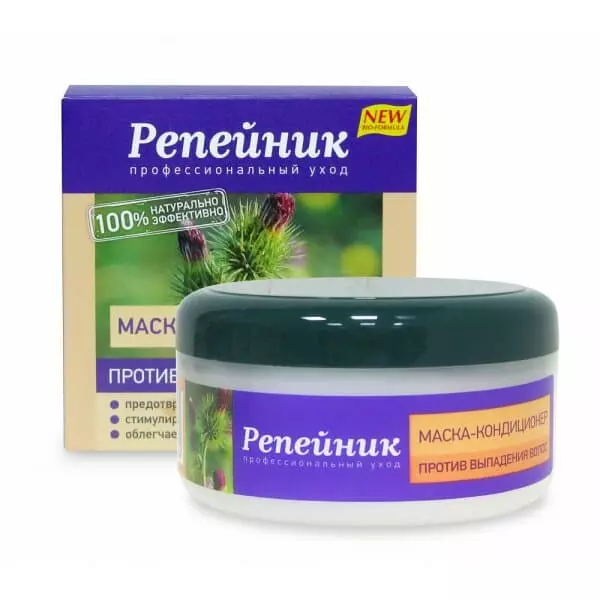 NEW
BIO-FORMULA
Репейник
профессиональный уход
100% НАТУРАЛЬНО
ЭФФЕКТИВНО
МАСКА
ПРОТИВ
предотвр
стимулир
облегчае
Репейник
профессиональный уход
МАСКА-КОНДИЦИОНЕР
ПРОТИВ ВЫПАДЕНИЯ ВОЛОС